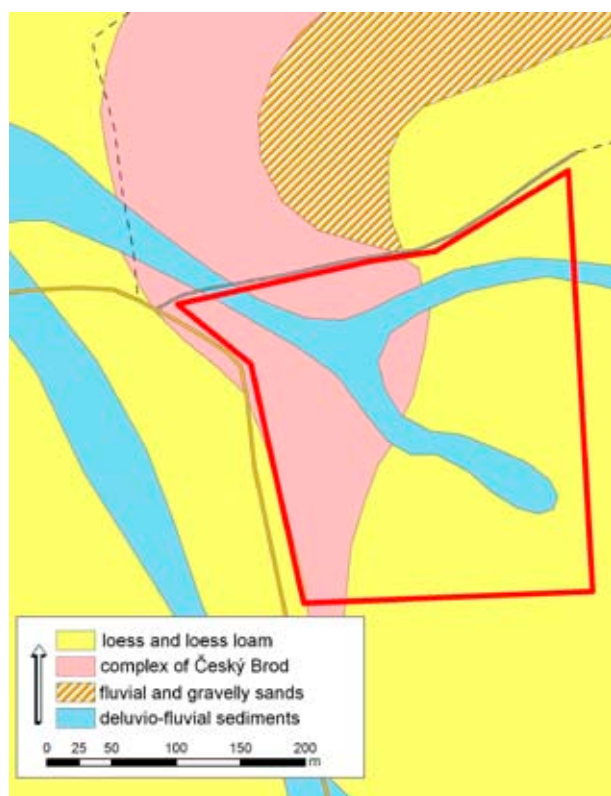 loess and loess loam
complex of Český Brod
fluvial and gravelly sands
deluvio-fluvial sediments
0 25 50 100 150 200
m